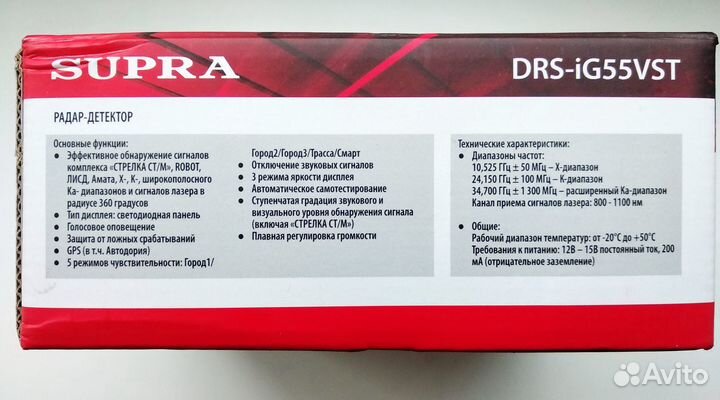 SUPRA
DRS-iG55VST
РАДАР-ДЕТЕКТОР
Основные функции:
• Эффективное обнаружение сигналов
комплекса «СТРЕЛКА СТ/М», ROBOT,
ЛИСД, Амата, X-, K-, широкополосного
Ka- диапазонов и сигналов лазера в
радиусе 360 градусов
• Тип дисплея: светодиодная панель
• Голосовое оповещение
• Защита от ложных срабатываний
• GPS (в т.ч. Автодория)
• 5 режимов чувствительности: Город1/
Город2/Город3/Трасса/Смарт
• Отключение звуковых сигналов
• 3 режима яркости дисплея
• Автоматическое самотестирование
• Ступенчатая градация звукового и
визуального уровня обнаружения сигнала
(включая «СТРЕЛКА СТ/М»)
• Плавная регулировка громкости
Технические характеристики:
• Диапазоны частот:
10,525 ГГц ± 50 МГц – X-диапазон
24,150 ГГц ± 100 МГц – K-диапазон
34,700 ГГц ± 1 300 МГц – расширенный Ka-диапазон
Канал приема сигналов лазера: 800 - 1100 нм
• Общие:
Рабочий диапазон температур: от -20°C до +50°C
Требования к питанию: 12В – 15В постоянный ток, 200
мА (отрицательное заземление)
Avito